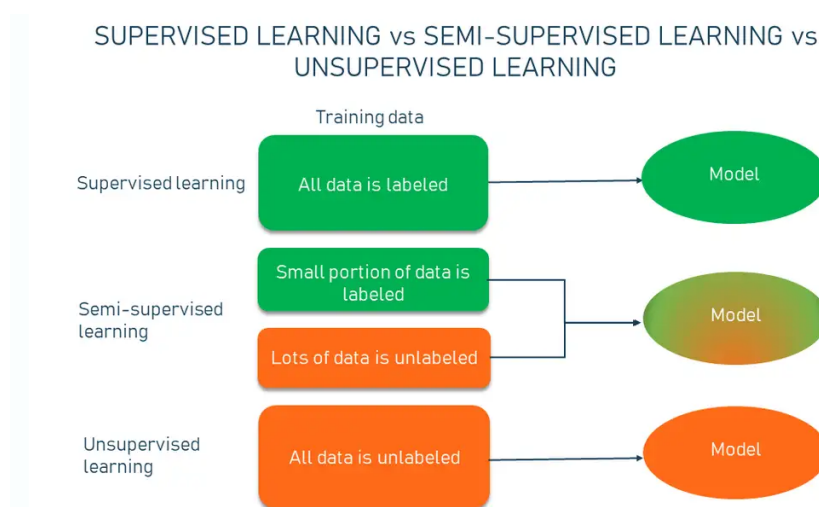 SUPERVISED LEARNING vs SEMI-SUPERVISED LEARNING vs
UNSUPERVISED LEARNING
Training data
Supervised learning
All data is labeled
Model
Semi-supervised
learning
Small portion of data is
labeled
Lots of data is unlabeled
Model
Unsupervised
learning
All data is unlabeled
Model